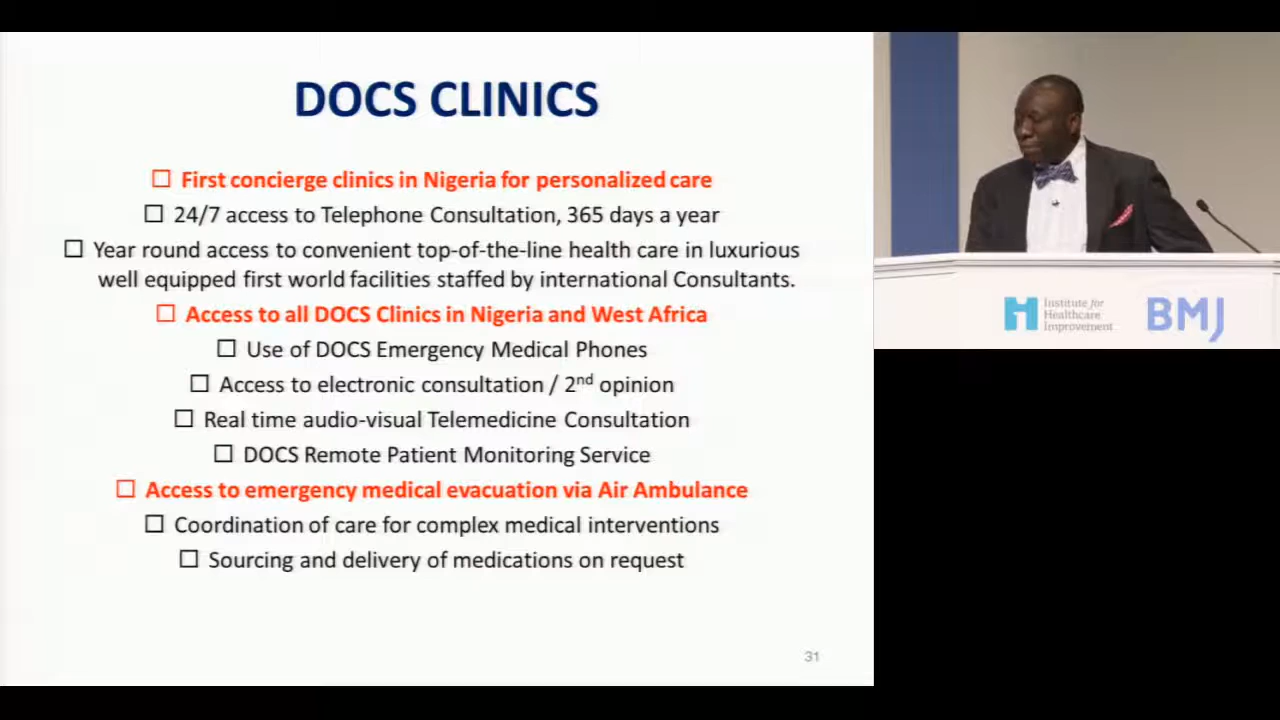 DOCS CLINICS
☐ First concierge clinics in Nigeria for personalized care
☐ 24/7 access to Telephone Consultation, 365 days a year
☐ Year round access to convenient top-of-the-line health care in luxurious
well equipped first world facilities staffed by international Consultants.
☐ Access to all DOCS Clinics in Nigeria and West Africa
☐ Use of DOCS Emergency Medical Phones
☐ Access to electronic consultation / 2nd opinion
☐ Real time audio-visual Telemedicine Consultation
☐ DOCS Remote Patient Monitoring Service
☐ Access to emergency medical evacuation via Air Ambulance
☐ Coordination of care for complex medical interventions
☐ Sourcing and delivery of medications on request
31
Institute for
Healthcare
Improvement
BMJ